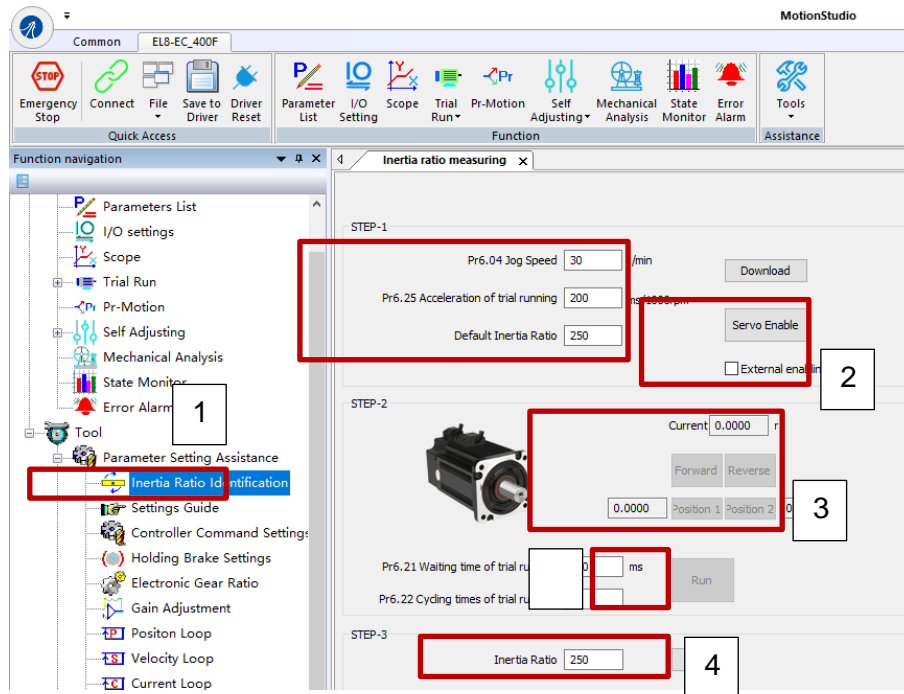 MotionStudio
Common EL8-EC_400F
STOP
Emergency Stop Connect File Save to Driver Driver Reset Parameter List I/O Setting Scope Trial Run Pr-Motion Self Adjusting Mechanical Analysis State Monitor Error Alarm Tools
Quick Access Function Assistance
Function navigation
Inertia ratio measuring x
Parameters List
I/O settings
Scope
Trial Run
Pr-Motion
Self Adjusting
Mechanical Analysis
State Monitor
Error Alarm
1
Tool
Parameter Setting Assistance
Inertia Ratio Identification
Settings Guide
Controller Command Settings
Holding Brake Settings
Electronic Gear Ratio
Gain Adjustment
Positon Loop
Velocity Loop
Current Loop
STEP-1
Pr6.04 Jog Speed 30 /min
Download
Pr6.25 Acceleration of trial running 200 ms/1000rpm
Servo Enable
Default Inertia Ratio 250
External enablin
2
STEP-2
Current 0.0000 r
Forward Reverse
0.0000 Position 1 Position 2 0
3
Pr6.21 Waiting time of trial ru 0 ms
Run
Pr6.22 Cycling times of trial ru
STEP-3
Inertia Ratio 250
4